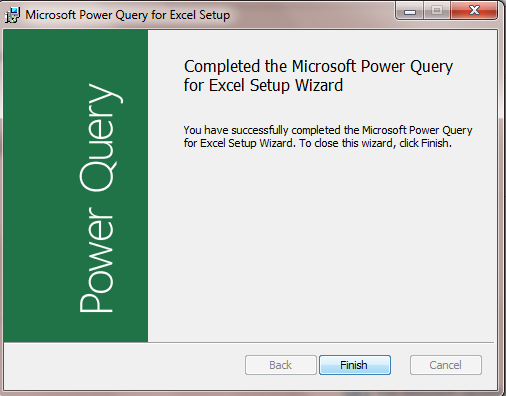 Microsoft Power Query for Excel Setup
Power Query
Completed the Microsoft Power Query
for Excel Setup Wizard
You have successfully completed the Microsoft Power Query
for Excel Setup Wizard. To close this wizard, click Finish.
Back
Finish
Cancel